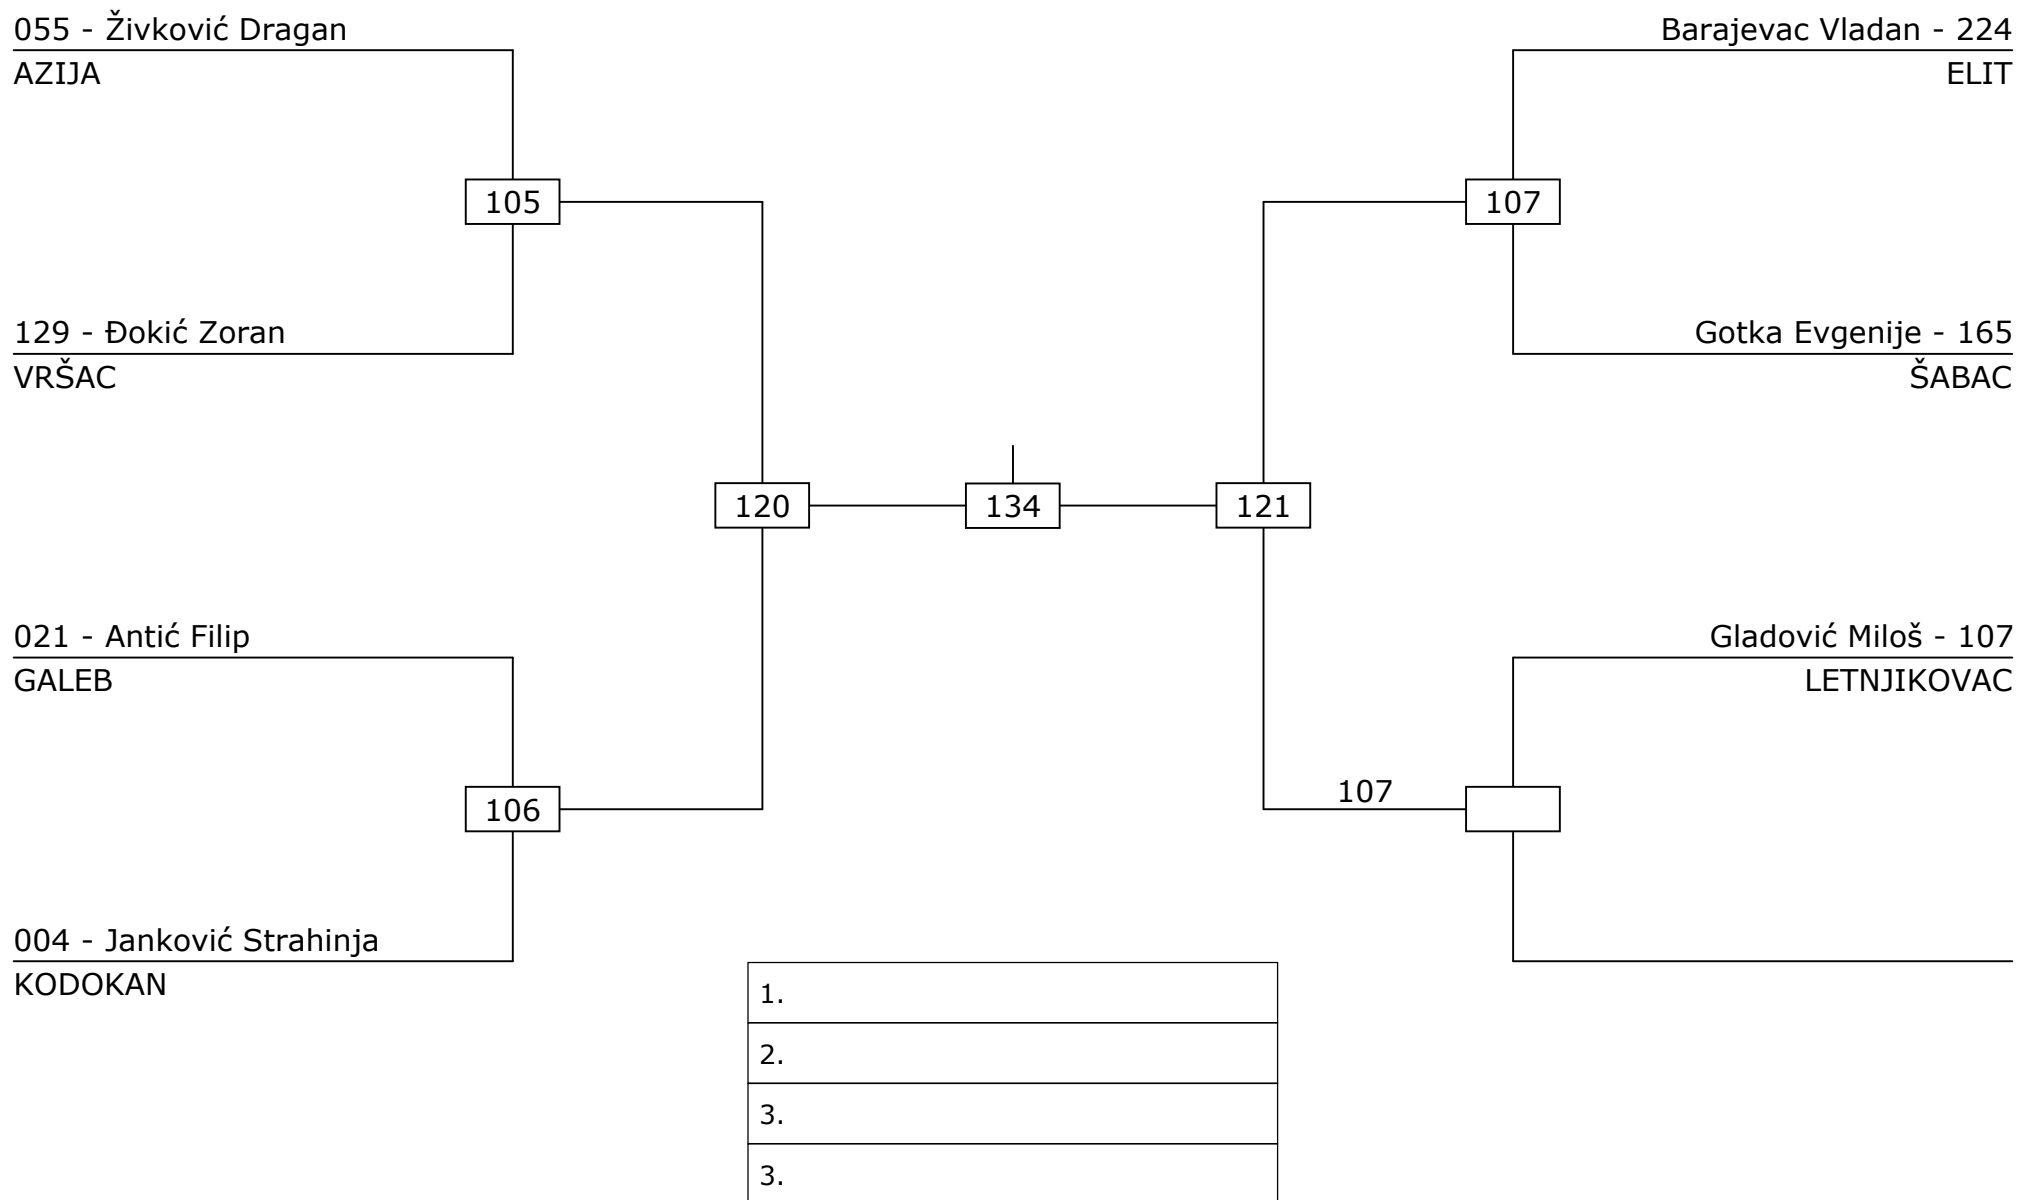 055 - Živković Dragan
AZIJA
105
129 - Đokić Zoran
VRŠAC
120
021 - Antić Filip
GALEB
106
004 - Janković Strahinja
KODOKAN
134
Barajevac Vladan - 224
ELIT
107
Gotka Evgenije - 165
ŠABAC
121
Gladović Miloš - 107
LETNJIKOVAC
107
1.
2.
3.
3.